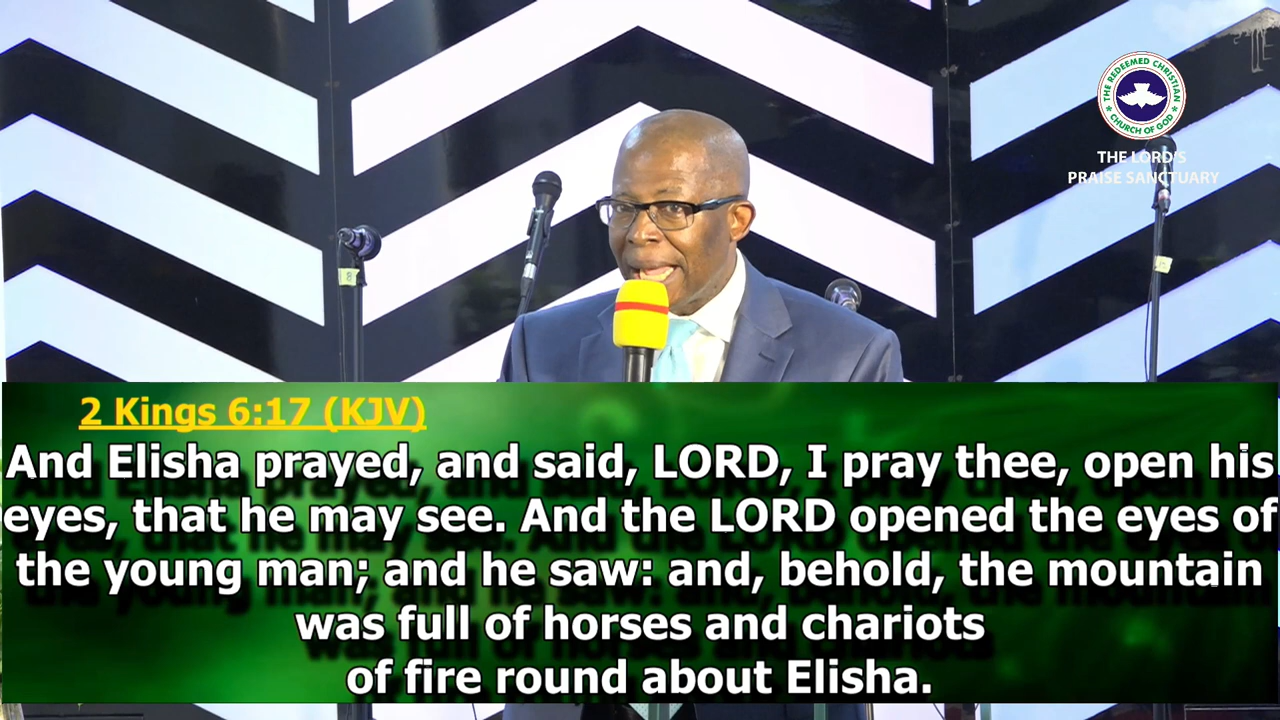 THE REDEEMED CHRISTIAN
CHURCH OF GOD
THE LORD'S
PRAISE SANCTUARY
2 Kings 6:17 (KJV)
And Elisha prayed, and said, LORD, I pray thee, open his
eyes, that he may see. And the LORD opened the eyes of
the young man; and he saw: and, behold, the mountain
was full of horses and chariots
of fire round about Elisha.